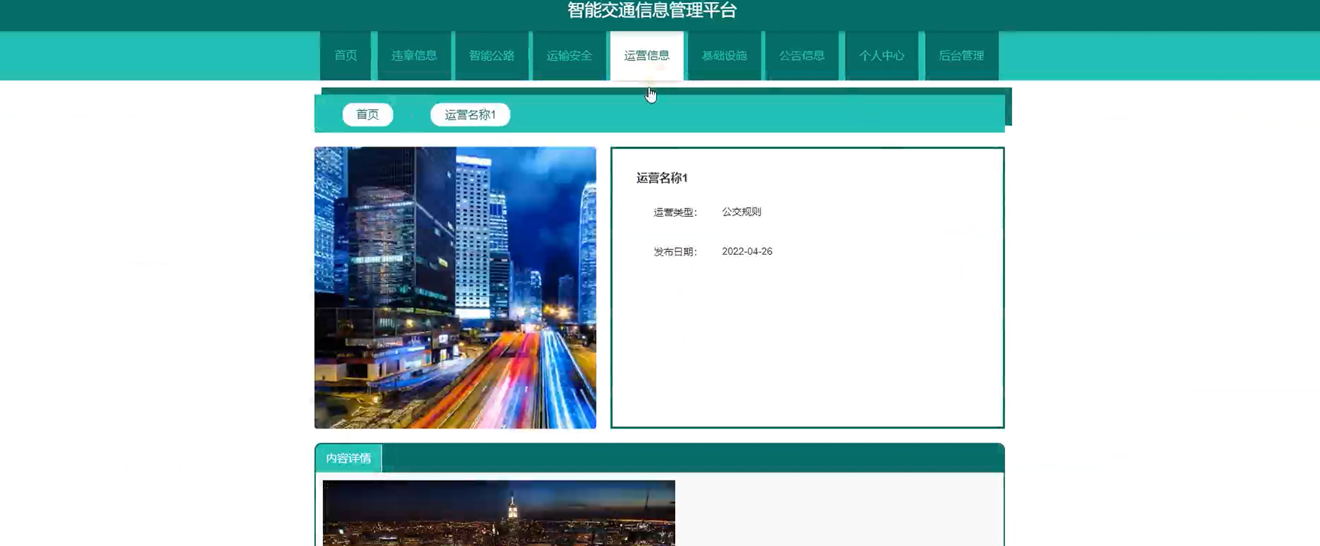 智能交通信息管理平台
首页 违章信息 智能公路 运输安全 运营信息 基础设施 公告信息 个人中心 后台管理
首页 运营名称1
运营名称1
运营类型： 公交规则
发布日期： 2022-04-26
内容详情